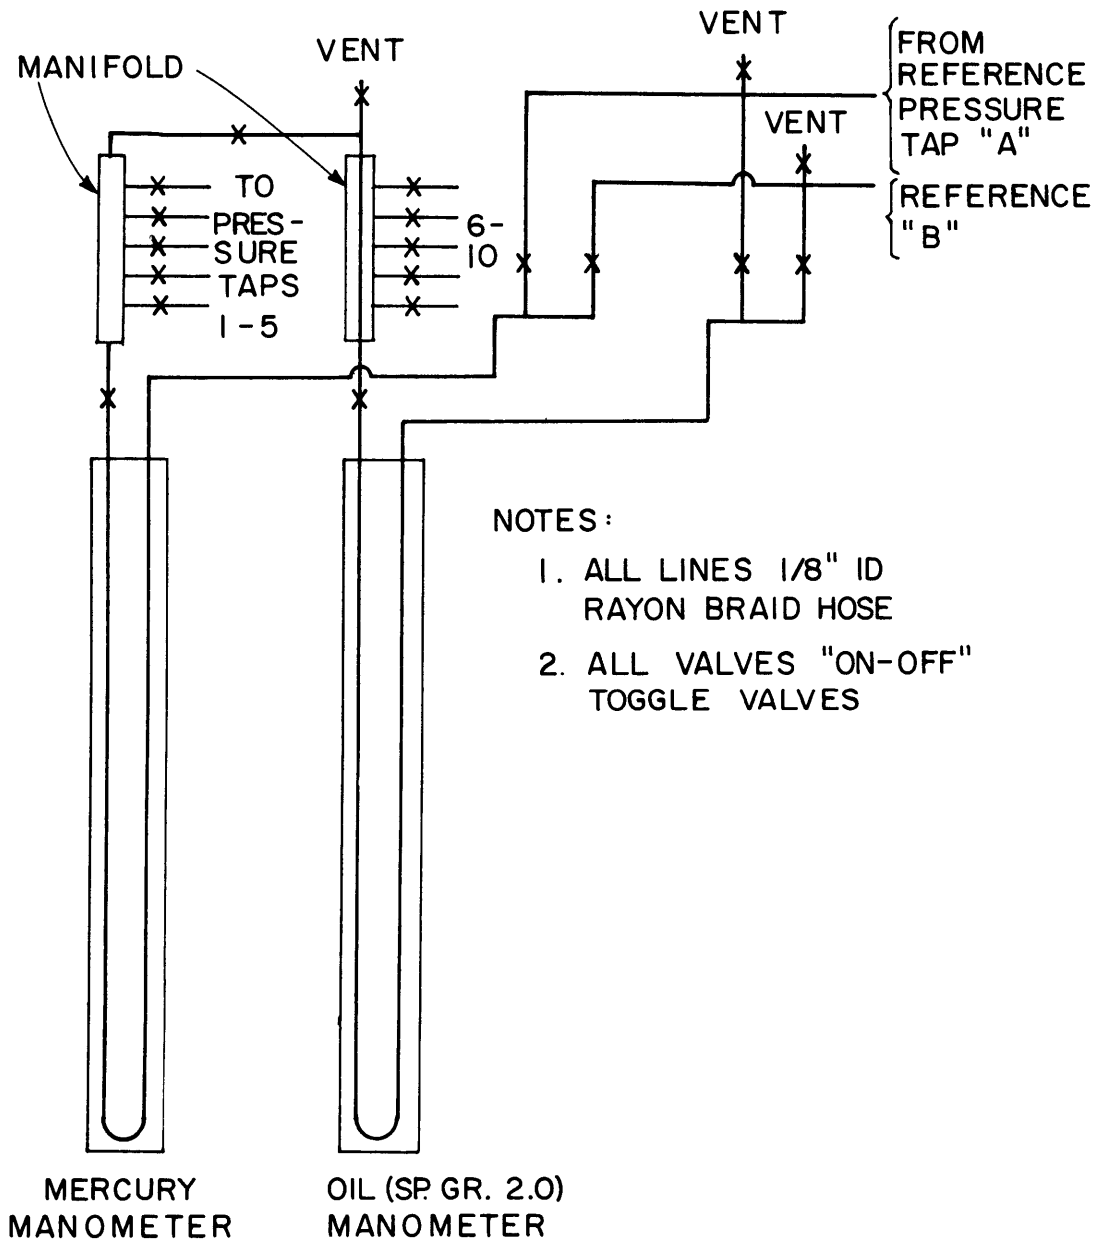 MANIFOLD
VENT
VENT
VENT
FROM
REFERENCE
PRESSURE
TAP "A"
REFERENCE
"B"
TO
PRES-
SURE
TAPS
1-5
6-
10
NOTES:
1. ALL LINES 1/8" ID
RAYON BRAID HOSE
2. ALL VALVES "ON-OFF"
TOGGLE VALVES
MERCURY
MANOMETER
OIL (SP. GR. 2.0)
MANOMETER